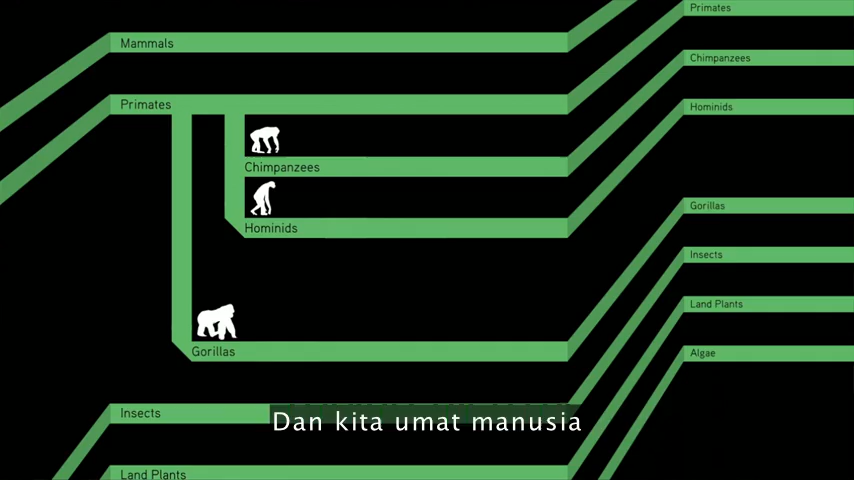 Mammals
Primates
Chimpanzees
Hominids
Gorillas
Insects
Land Plants
Primates
Chimpanzees
Hominids
Gorillas
Insects
Land Plants
Algae
Dan kita umat manusia